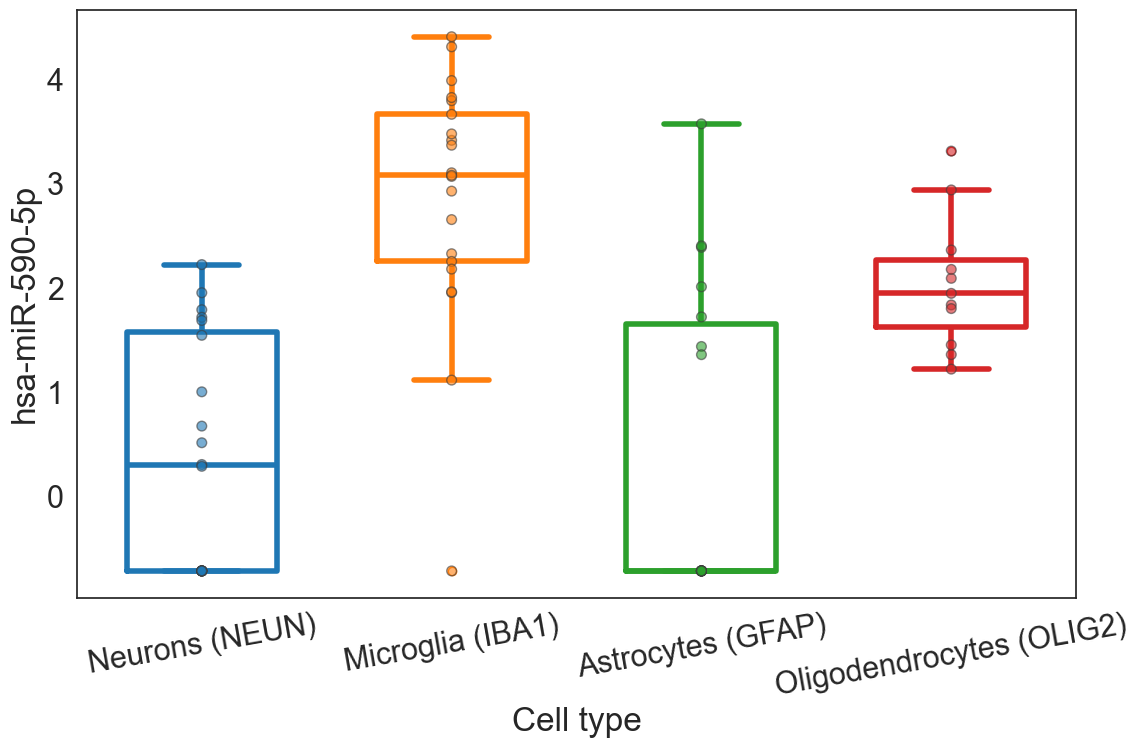 hsa-miR-590-5p
4
3
2
1
0
Neurons (NEUN)
Microglia (IBA1)
Astrocytes (GFAP)
Oligodendrocytes (OLIG2)
Cell type